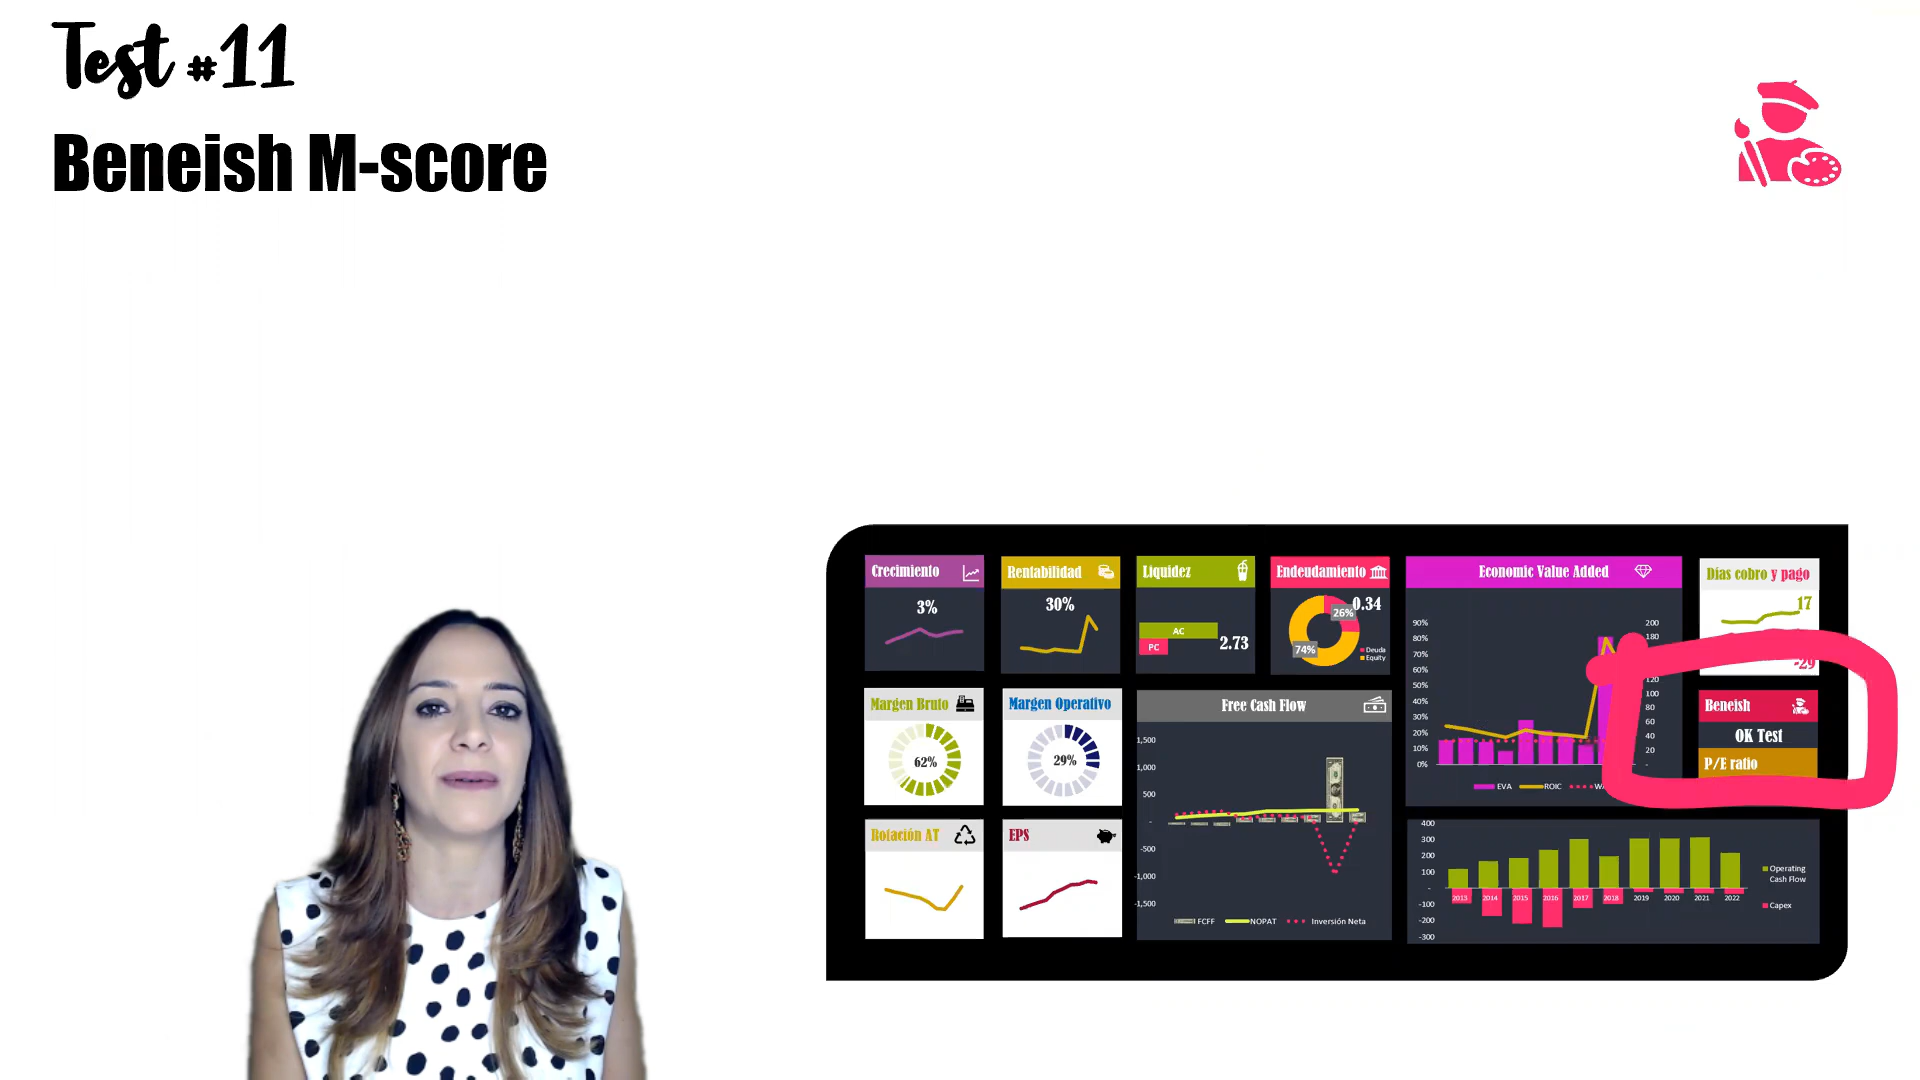 Test #11
Beneish M-score
Crecimiento
3%
Rentabilidad
30%
Liquidez
AC
PC
2.73
Endeudamiento
0.34
26%
74%
Deuda
Equity
Economic Value Added
90%
80%
70%
60%
50%
40%
30%
20%
10%
0%
200
180
120
100
80
60
40
20
-
EVA
ROIC
Días cobro y pago
17
-29
Beneish
OK Test
P/E ratio
Margen Bruto
62%
Margen Operativo
29%
Free Cash Flow
1,500
1,000
500
-
-500
-1,000
-1,500
FCFF
NOPAT
Inversión Neta
Rotación AT
EPS
400
300
200
100
-
-100
-200
-300
2013
2014
2015
2016
2017
2018
2019
2020
2021
2022
Operating
Cash Flow
Capex